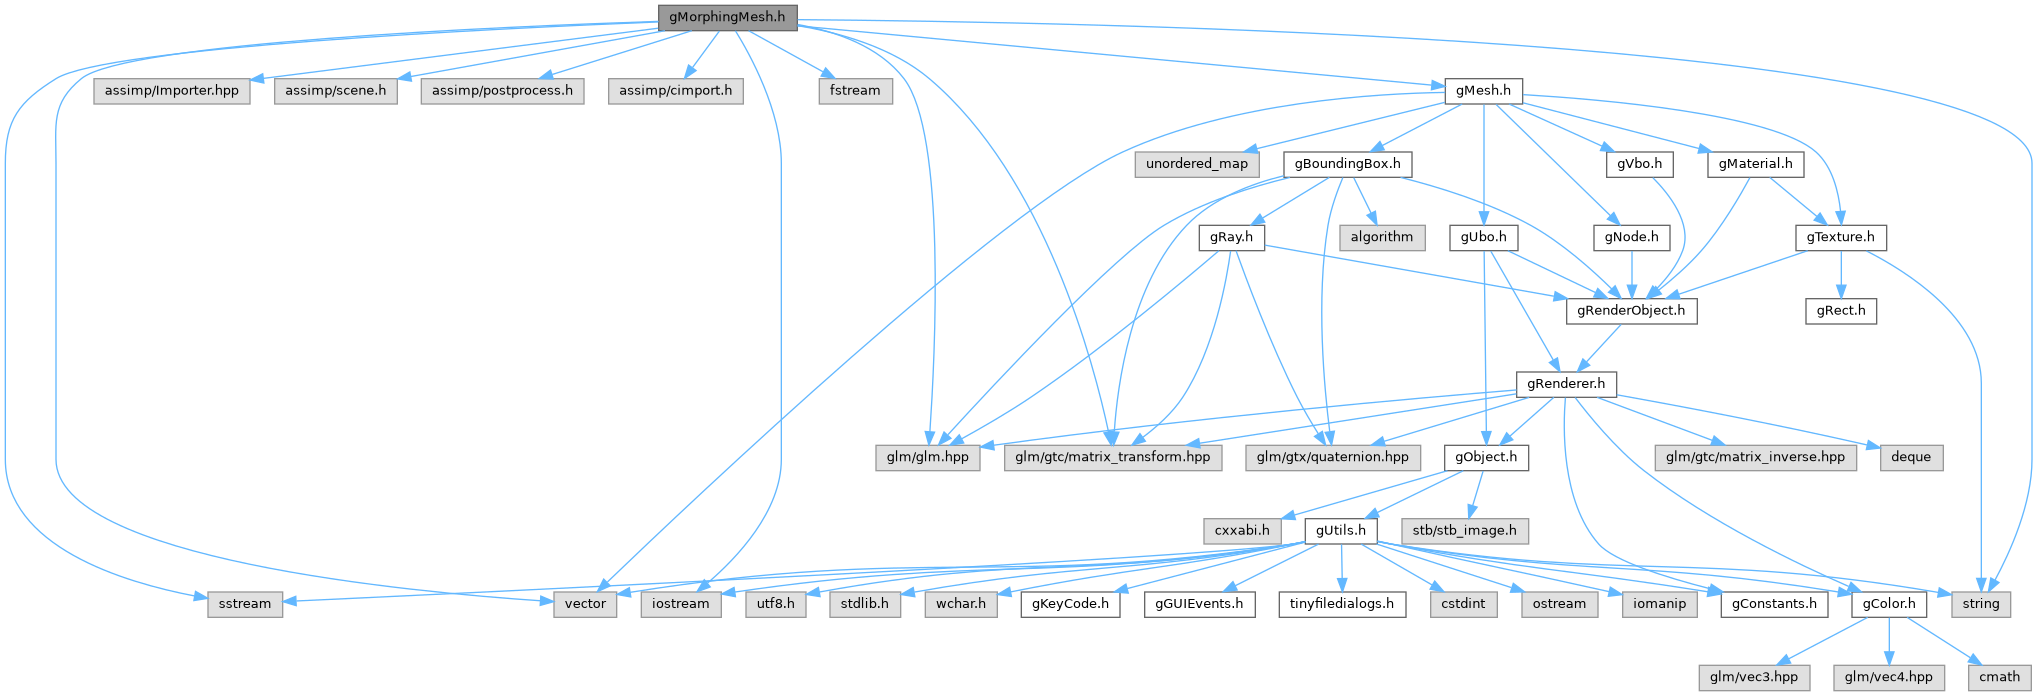 gMorphingMesh.h
assimp/Importer.hpp
assimp/scene.h
assimp/postprocess.h
assimp/cimport.h
fstream
gMesh.h
unordered_map
gBoundingBox.h
gVbo.h
gMaterial.h
gRay.h
algorithm
gUbo.h
gNode.h
gTexture.h
gRenderObject.h
gRect.h
gRenderer.h
glm/glm.hpp
glm/gtc/matrix_transform.hpp
glm/gtx/quaternion.hpp
gObject.h
glm/gtc/matrix_inverse.hpp
deque
cxxabi.h
gUtils.h
stb/stb_image.h
sstream
vector
iostream
utf8.h
stdlib.h
wchar.h
gKeyCode.h
gGUIEvents.h
tinyfiledialogs.h
cstdint
ostream
iomanip
gConstants.h
gColor.h
string
glm/vec3.hpp
glm/vec4.hpp
cmath